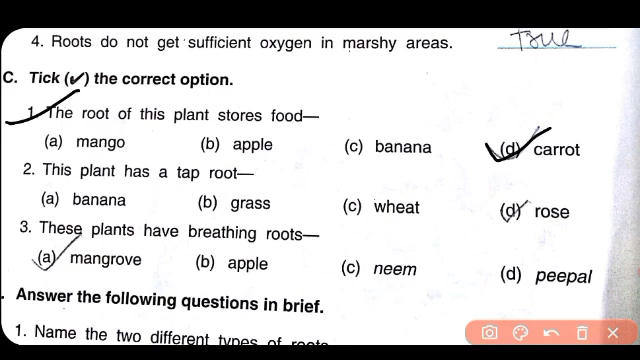 4. Roots do not get sufficient oxygen in marshy areas. True
C. Tick (✓) the correct option.
1. The root of this plant stores food—
(a) mango (b) apple (c) banana (d) carrot
2. This plant has a tap root—
(a) banana (b) grass (c) wheat (d) rose
3. These plants have breathing roots—
(a) mangrove (b) apple (c) neem (d) peepal
. Answer the following questions in brief.
1. Name the two different types of roots